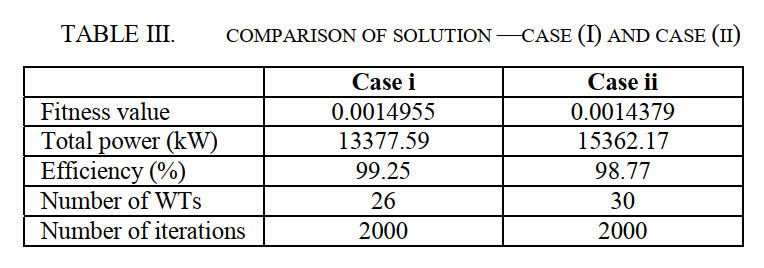 TABLE III. COMPARISON OF SOLUTION —CASE (I) AND CASE (II)
Case i Case ii
Fitness value 0.0014955 0.0014379
Total power (kW) 13377.59 15362.17
Efficiency (%) 99.25 98.77
Number of WTs 26 30
Number of iterations 2000 2000